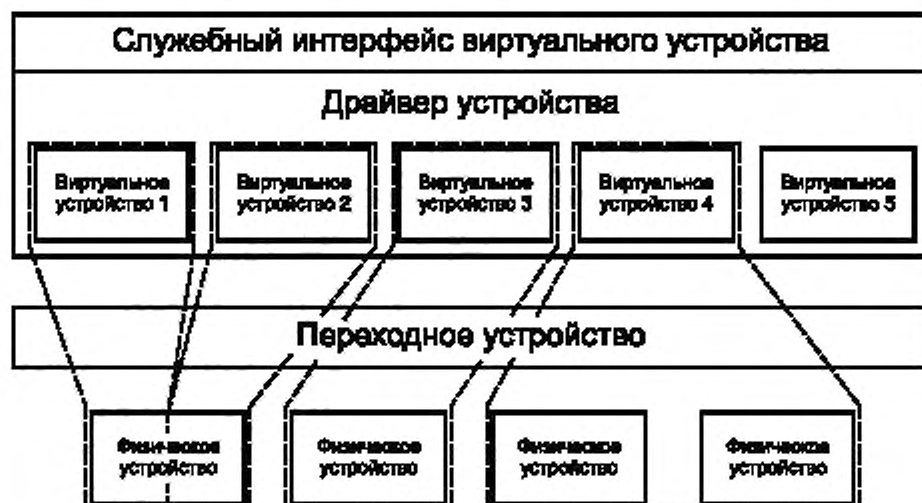 Служебный интерфейс виртуального устройства
Драйвер устройства
Виртуальное
устройство 1
Виртуальное
устройство 2
Виртуальное
устройство 3
Виртуальное
устройство 4
Виртуальное
устройство 5
Переходное устройство
Физическое
устройство
Физическое
устройство
Физическое
устройство
Физическое
устройство